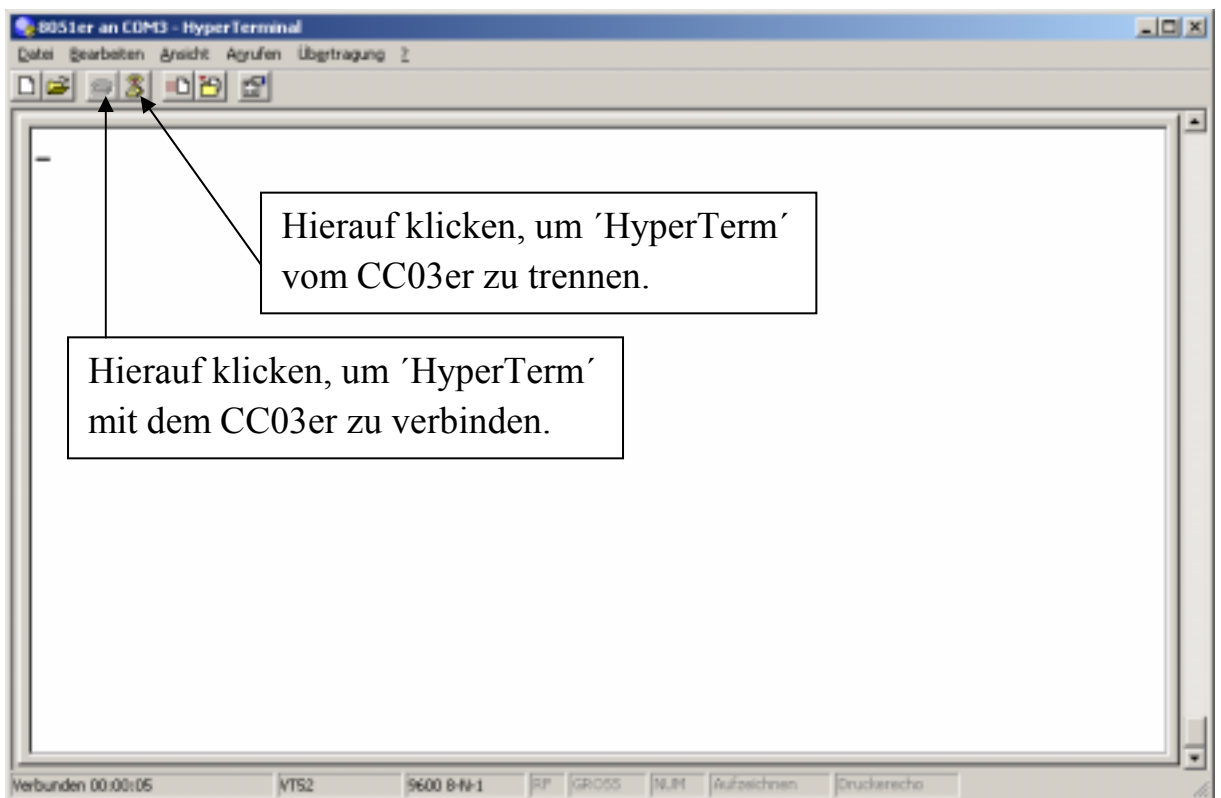 8051er an COM3 - HyperTerminal
Datei Bearbeiten Ansicht Anrufen Übertragung ?
Hierauf klicken, um ´HyperTerm´
vom CC03er zu trennen.
Hierauf klicken, um ´HyperTerm´
mit dem CC03er zu verbinden.
Verbunden 00:00:05 VT52 9600 8-N-1 RF GROSS NUM Aufzeichnen Druckerecho